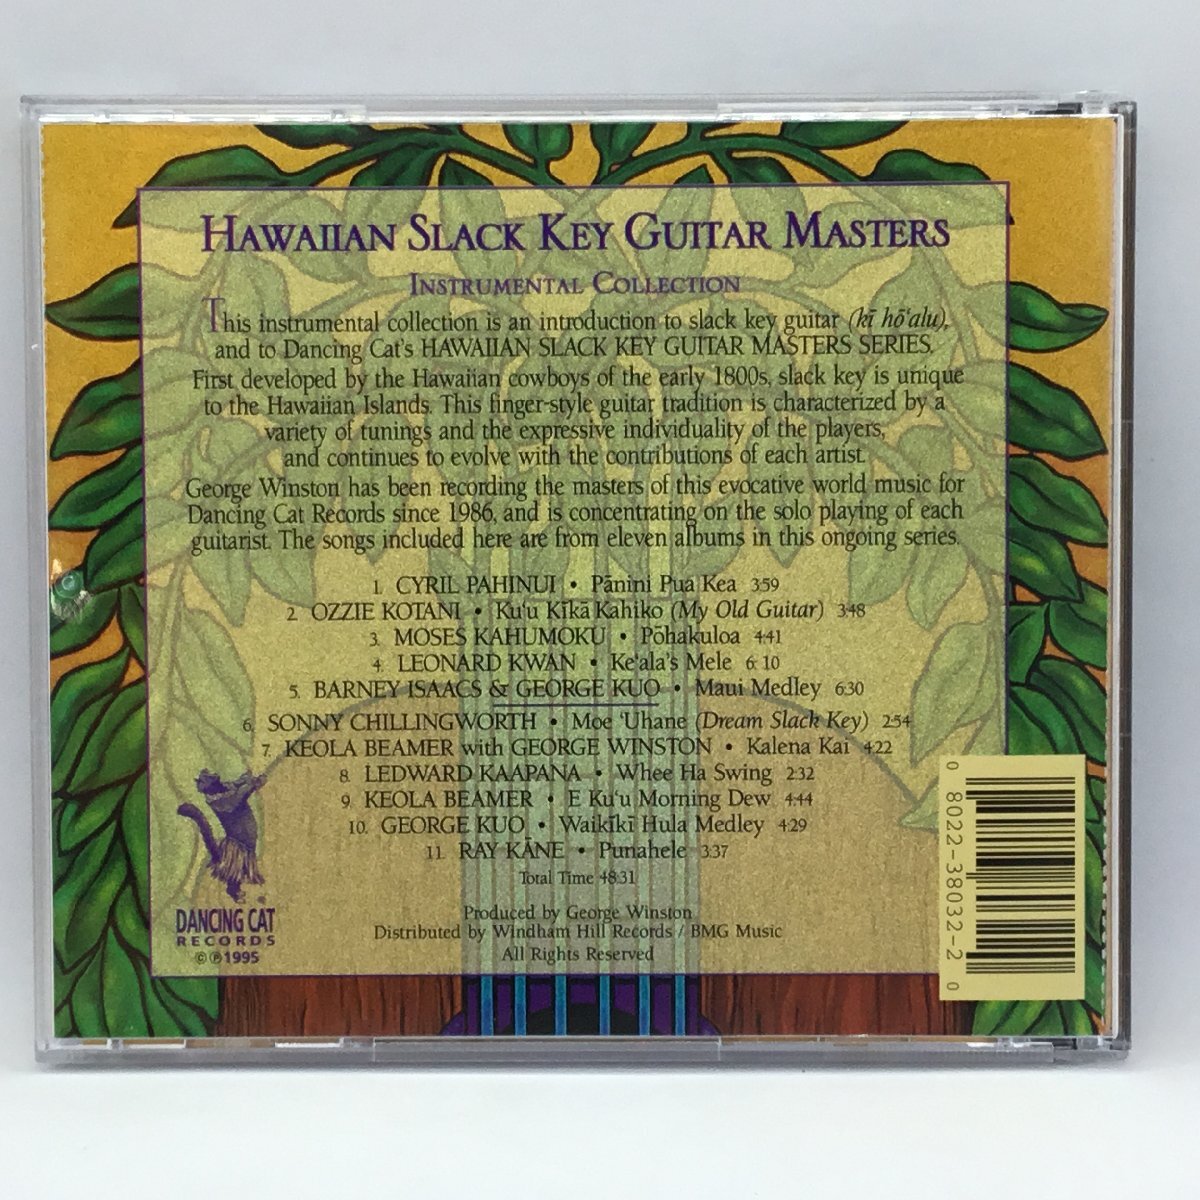 HAWAIIAN SLACK KEY GUITAR MASTERS
INSTRUMENTAL COLLECTION
This instrumental collection is an introduction to slack key guitar (kī hō‘alu),
and to Dancing Cat's HAWAIIAN SLACK KEY GUITAR MASTERS SERIES.
First developed by the Hawaiian cowboys of the early 1800s, slack key is unique
to the Hawaiian Islands. This finger-style guitar tradition is characterized by a
variety of tunings and the expressive individuality of the players,
and continues to evolve with the contributions of each artist.
George Winston has been recording the masters of this evocative world music for
Dancing Cat Records since 1986, and is concentrating on the solo playing of each
guitarist. The songs included here are from eleven albums in this ongoing series.
1. CYRIL PAHINUI • Pānini Pua Kea 3:59
2. OZZIE KOTANI • Ku‘u Kīkā Kahiko (My Old Guitar) 3:48
3. MOSES KAHUMOKU • Pōhakuloa 4:41
4. LEONARD KWAN • Ke‘ala's Mele 6:10
5. BARNEY ISAACS & GEORGE KUO • Maui Medley 6:30
6. SONNY CHILLINGWORTH • Moe ‘Uhane (Dream Slack Key) 2:54
7. KEOLA BEAMER with GEORGE WINSTON • Kalena Kai 4:22
8. LEDWARD KAAPANA • Whee Ha Swing 2:32
9. KEOLA BEAMER • E Ku‘u Morning Dew 4:44
10. GEORGE KUO • Waikīkī Hula Medley 4:29
11. RAY KĀNE • Punahele 3:37
Total Time 48:31
Produced by George Winston
Distributed by Windham Hill Records / BMG Music
All Rights Reserved
DANCING CAT
RECORDS
©℗1995
0 8022-38032-2 0